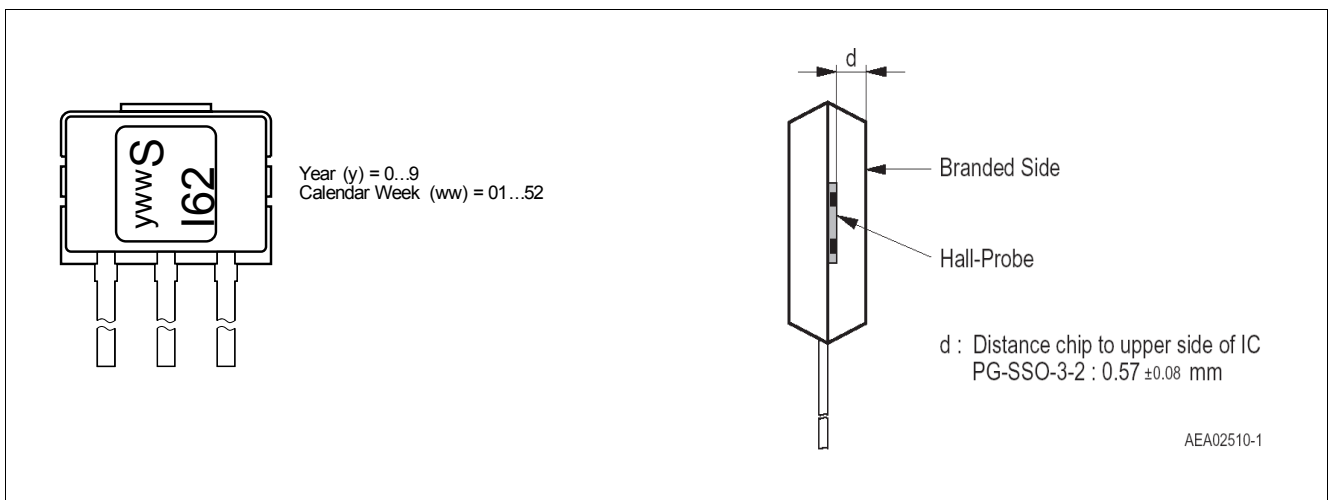 ywwS
I62
Year (y) = 0...9
Calendar Week (ww) = 01...52
d
Branded Side
Hall-Probe
d : Distance chip to upper side of IC
PG-SSO-3-2 : 0.57 ±0.08 mm
AEA02510-1